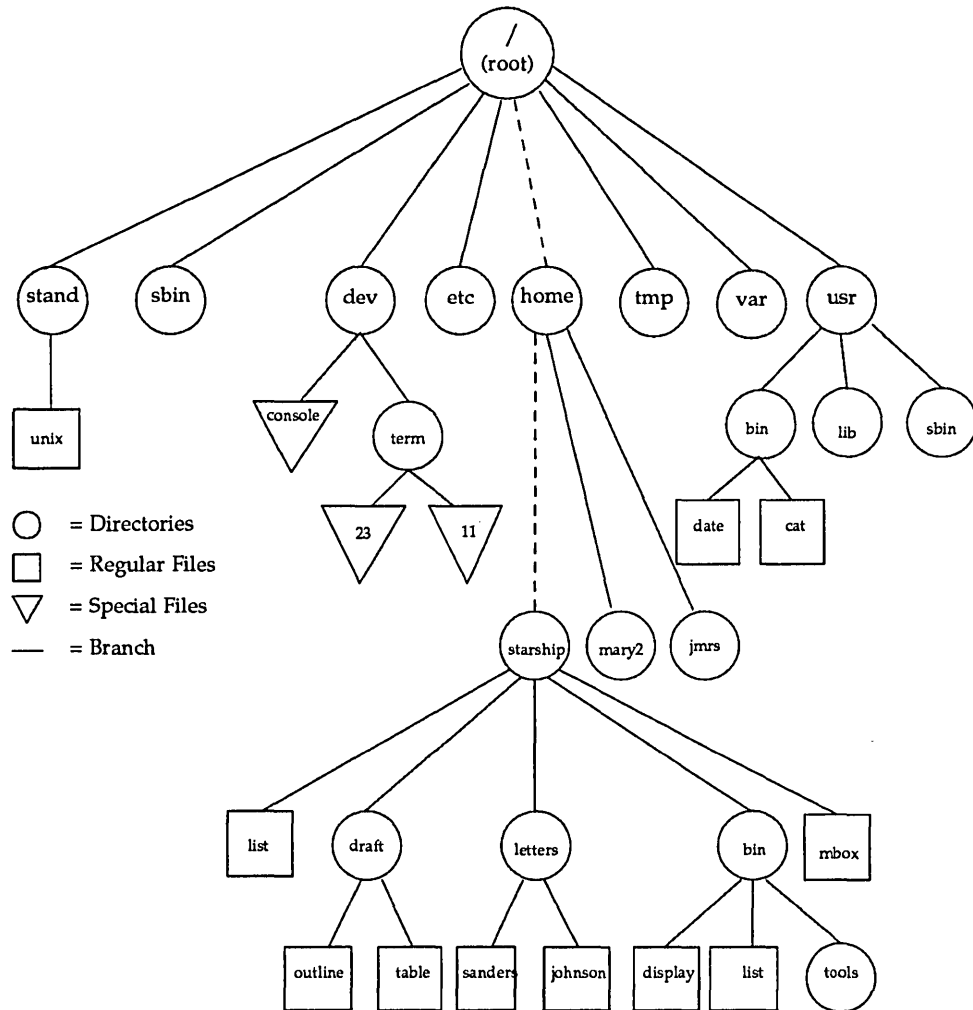 /
(root)
stand
sbin
dev
etc
home
tmp
var
usr
console
term
bin
lib
sbin
unix
23
11
date
cat
= Directories
= Regular Files
= Special Files
= Branch
starship
mary2
jmrs
list
draft
letters
bin
mbox
outline
table
sanders
johnson
display
list
tools